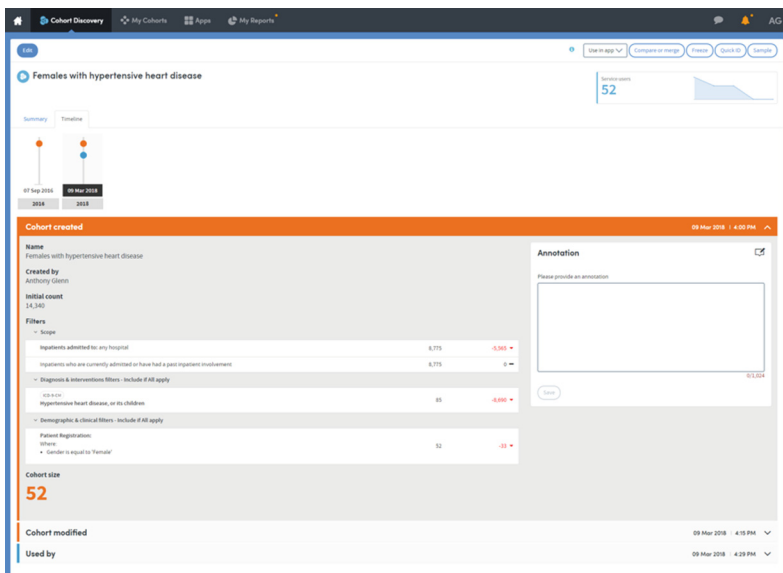 Cohort Discovery My Cohorts Apps My Reports AG
Edit Use in app Compare or merge Freeze Quick ID Sample
Females with hypertensive heart disease
Service users
52
Summary Timeline
07 Sep 2016 09 Mar 2018
2016 2018
Cohort created 09 Mar 2018 | 4:00 PM
Name
Females with hypertensive heart disease
Created by
Anthony Glenn
Initial count
14,340
Filters
Scope
Inpatients admitted to: any hospital 8,775 -5,565
Inpatients who are currently admitted or have had a past inpatient involvement 8,775 0
Diagnosis & interventions filters - Include if All apply
Hypertensive heart disease, or its children 85 -8,690
Demographic & clinical filters - Include if All apply
Patient Registration:
Where:
• Gender is equal to 'Female' 52 -33
Cohort size
52
Annotation
Please provide an annotation
0/1,024
Save
Cohort modified 09 Mar 2018 | 4:15 PM
Used by 09 Mar 2018 | 4:29 PM